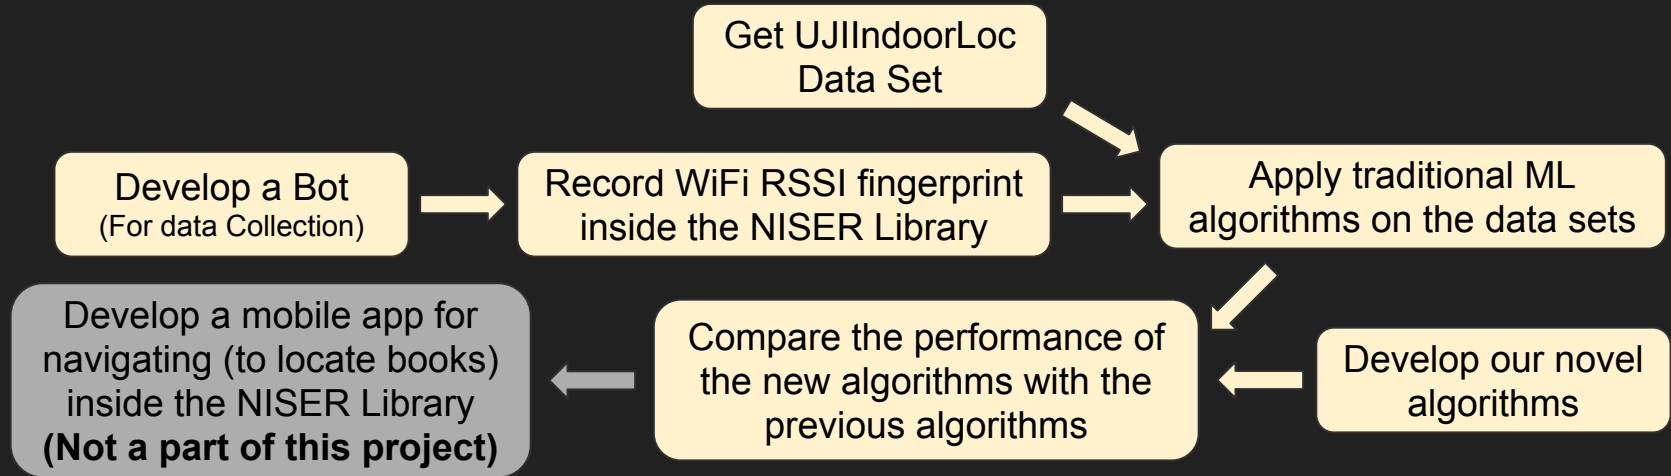 Get UJIIndoorLoc
Data Set
Develop a Bot
(For data Collection)
Record WiFi RSSI fingerprint
inside the NISER Library
Apply traditional ML
algorithms on the data sets
Develop a mobile app for
navigating (to locate books)
inside the NISER Library
(Not a part of this project)
Compare the performance of
the new algorithms with the
previous algorithms
Develop our novel
algorithms